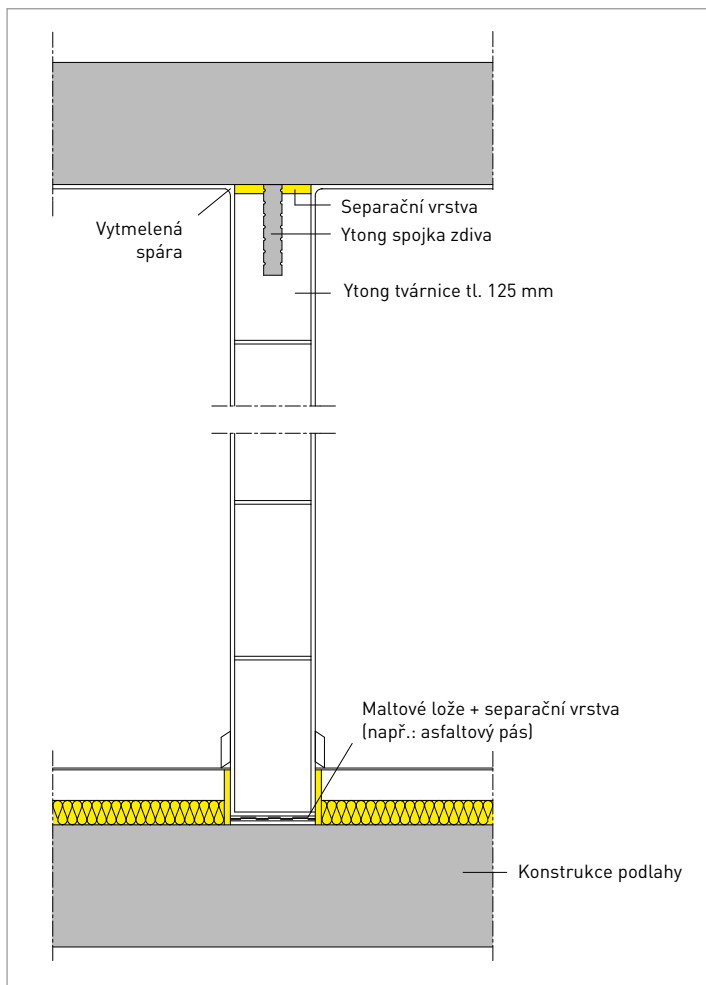 Vytmelená
spára
Separační vrstva
Ytong spojka zdiva
Ytong tvárnice tl. 125 mm
Maltové lože + separační vrstva
(např.: asfaltový pás)
Konstrukce podlahy